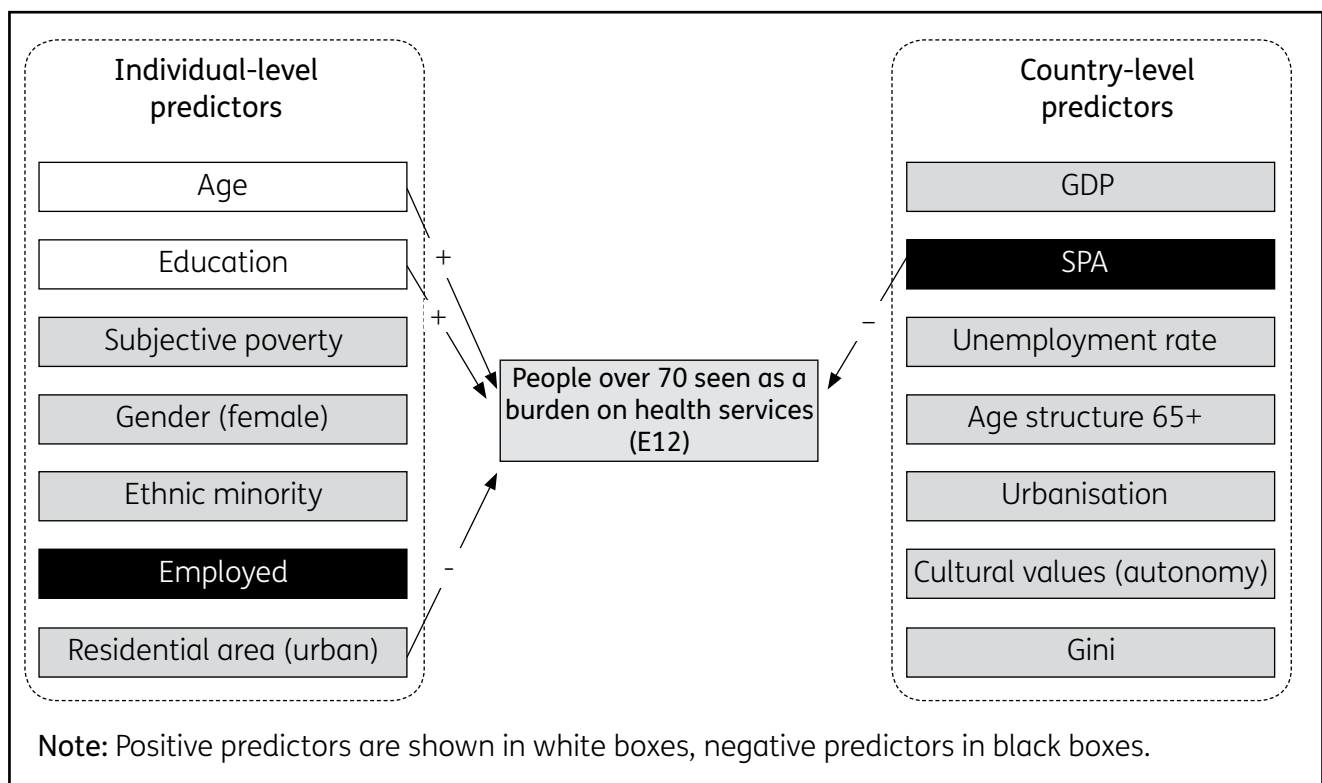 Individual-level
predictors
Age
Education
Subjective poverty
Gender (female)
Ethnic minority
Employed
Residential area (urban)
+
+
-
People over 70 seen as a
burden on health services
(E12)
–
Country-level
predictors
GDP
SPA
Unemployment rate
Age structure 65+
Urbanisation
Cultural values (autonomy)
Gini
Note: Positive predictors are shown in white boxes, negative predictors in black boxes.